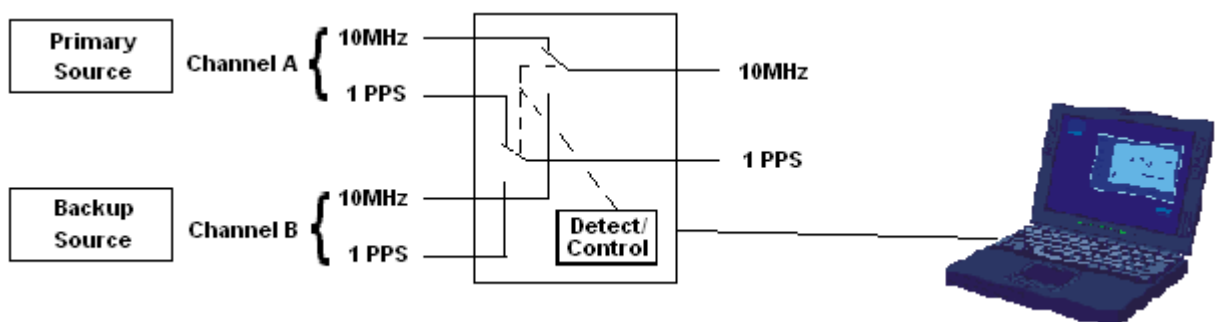 Primary
Source
Channel A
10MHz
1 PPS
10MHz
1 PPS
Backup
Source
Channel B
10MHz
1 PPS
Detect/
Control